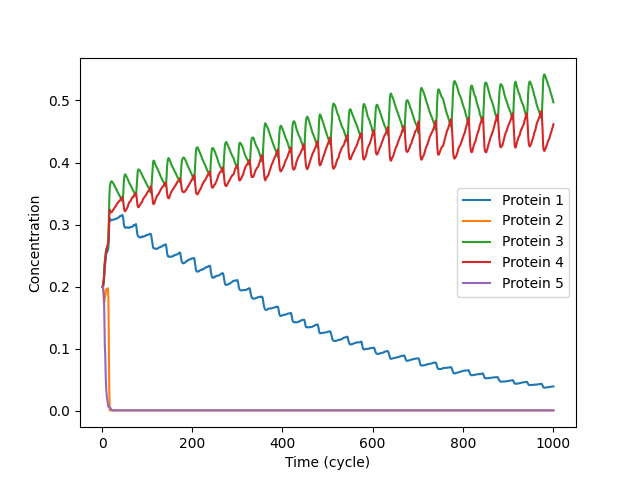 0.5
0.4
0.3
0.2
0.1
0.0
Concentration
Protein 1
Protein 2
Protein 3
Protein 4
Protein 5
0 200 400 600 800 1000
Time (cycle)